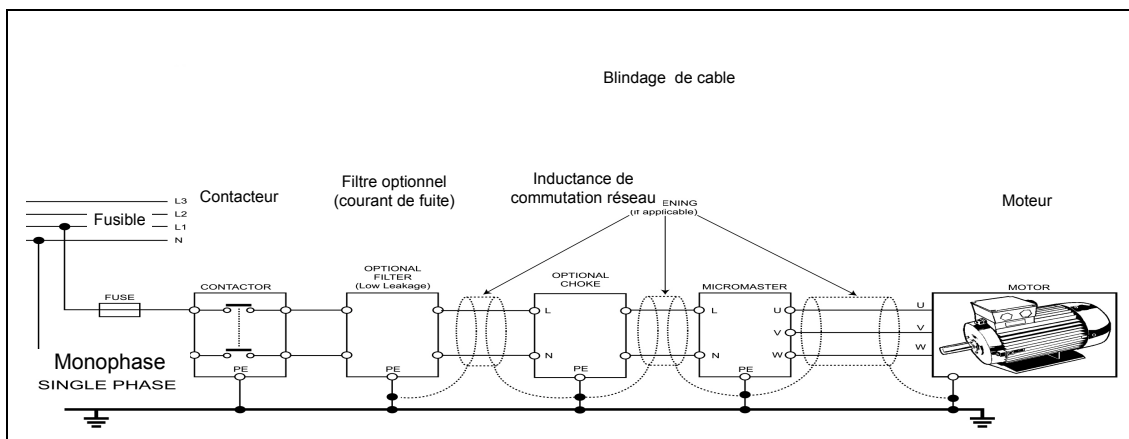 Blindage de cable
Contacteur
Filtre optionnel
(courant de fuite)
Inductance de
commutation réseau
ENING
(if applicable)
Moteur
L3
L2
Fusible
L1
N
FUSE
CONTACTOR
OPTIONAL
FILTER
(Low Leakage)
OPTIONAL
CHOKE
MICROMASTER
MOTOR
L
L
U
U
V
V
W
N
N
W
Monophase
SINGLE PHASE
PE
PE
PE
PE